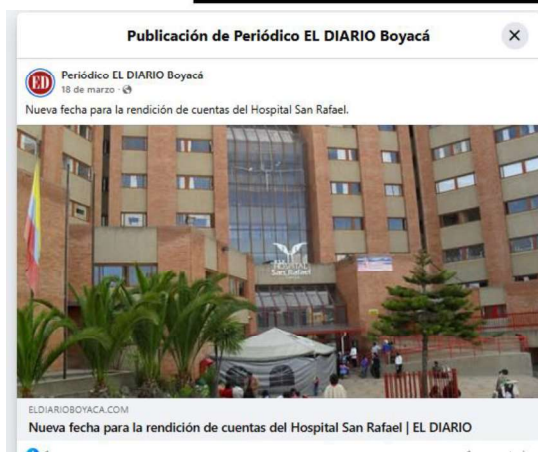 Publicación de Periódico EL DIARIO Boyacá
ED
Periódico EL DIARIO Boyacá
18 de marzo ·
Nueva fecha para la rendición de cuentas del Hospital San Rafael.
HOSPITAL
San Rafael
ELDIARIOBOYACA.COM
Nueva fecha para la rendición de cuentas del Hospital San Rafael | EL DIARIO